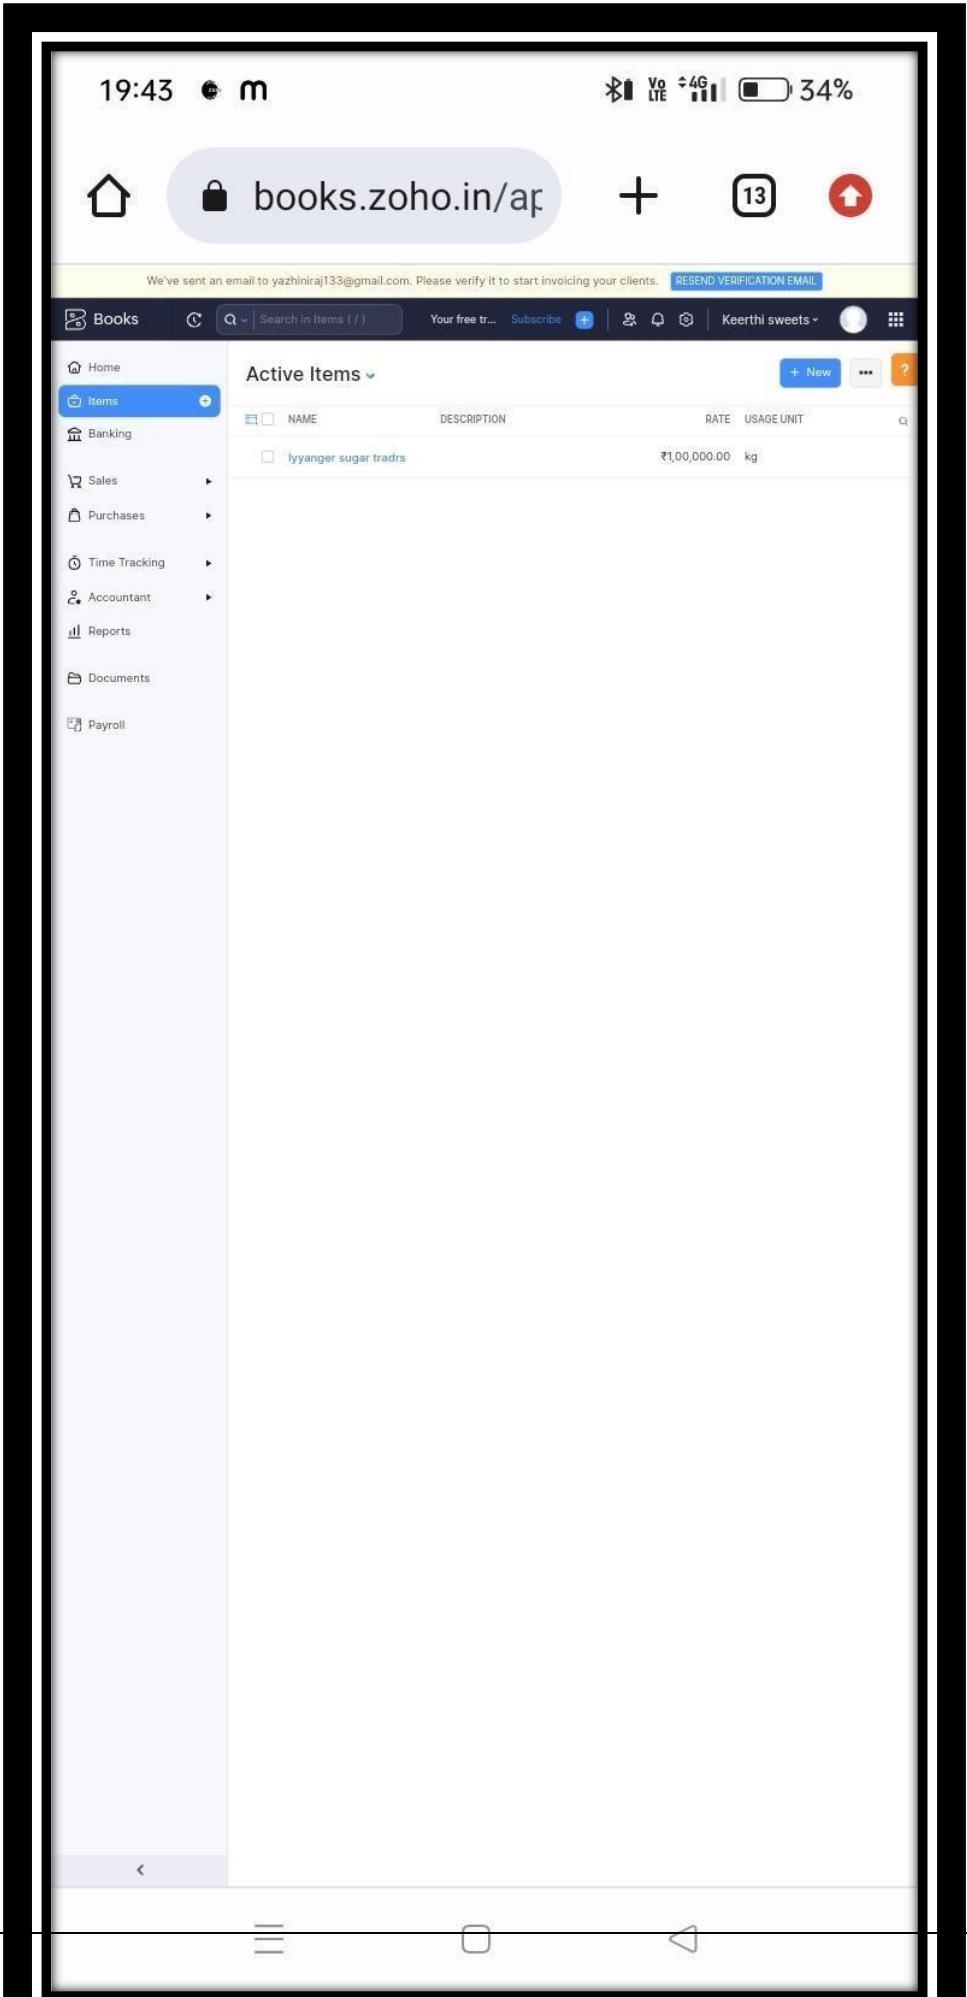 19:43 m Vo LTE 4G 34%
books.zoho.in/ap 13
We've sent an email to yazhiniraj133@gmail.com. Please verify it to start invoicing your clients. RESEND VERIFICATION EMAIL
Books Search in Items ( / ) Your free tr... Subscribe Keerthi sweets
Home
Active Items + New ... ?
Items
NAME DESCRIPTION RATE USAGE UNIT
Banking
Iyyanger sugar tradrs ₹1,00,000.00 kg
Sales
Purchases
Time Tracking
Accountant
Reports
Documents
Payroll